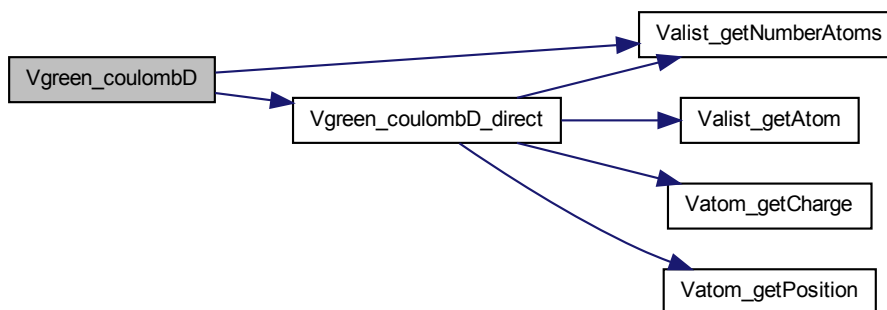 Vgreen_coulombD
Vgreen_coulombD_direct
Valist_getNumberAtoms
Valist_getAtom
Vatom_getCharge
Vatom_getPosition